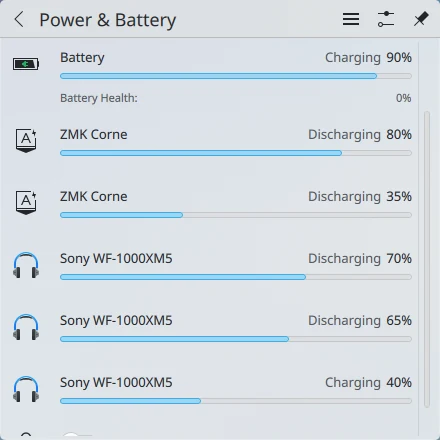 Power & Battery
Battery Charging 90%
Battery Health: 0%
ZMK Corne Discharging 80%
ZMK Corne Discharging 35%
Sony WF-1000XM5 Discharging 70%
Sony WF-1000XM5 Discharging 65%
Sony WF-1000XM5 Charging 40%